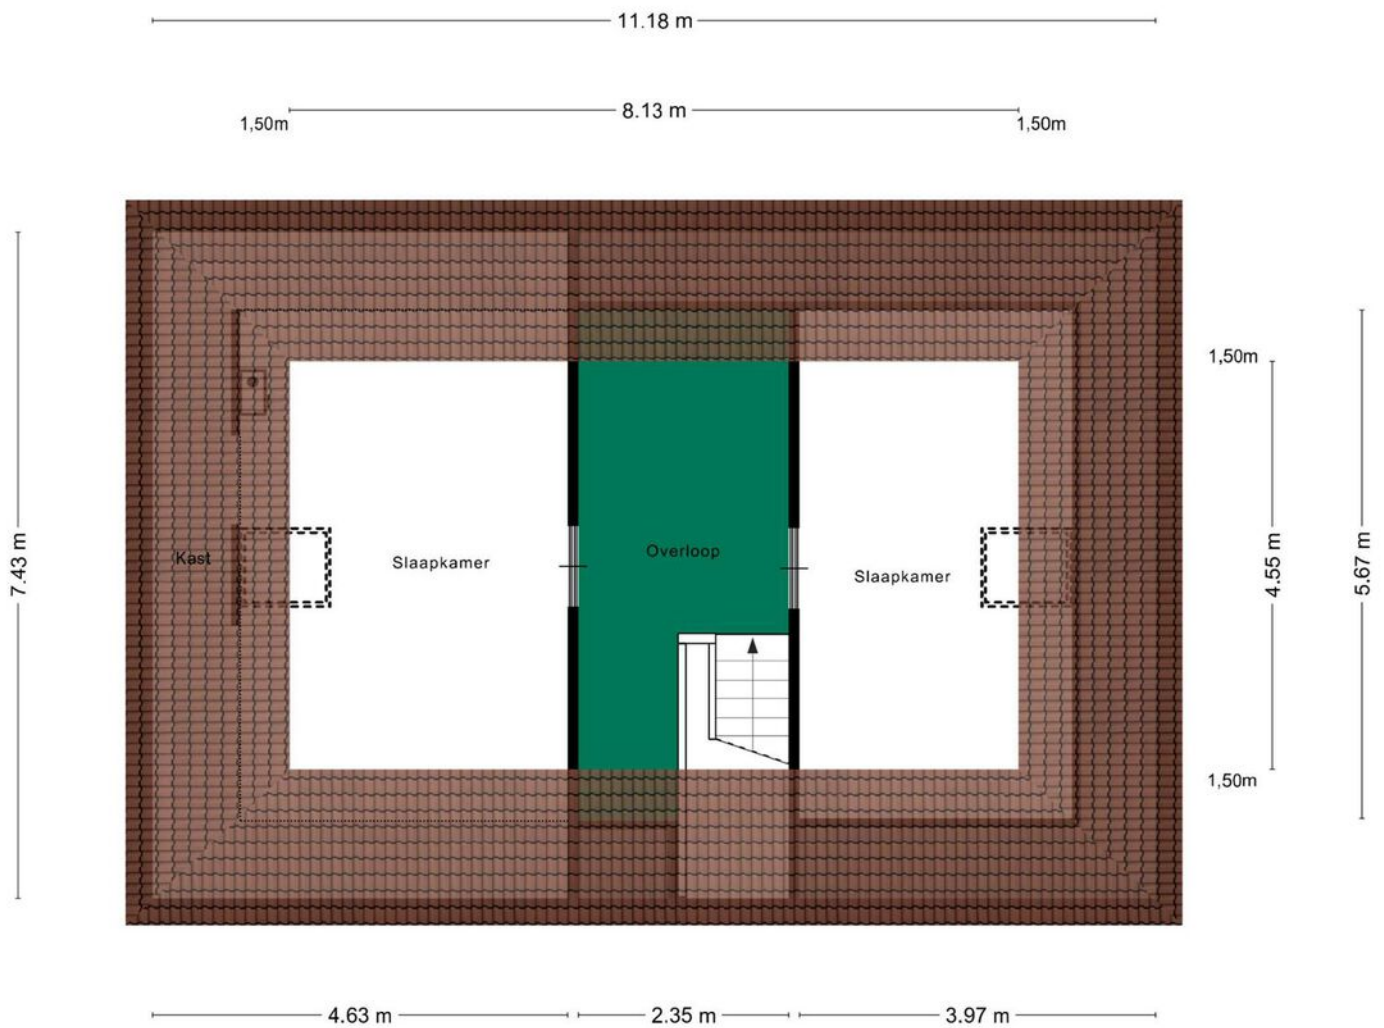 11.18 m
8.13 m
1,50m
1,50m
1,50m
7.43 m
Kast
Slaapkamer
Overloop
Slaapkamer
4.55 m
5.67 m
1,50m
4.63 m
2.35 m
3.97 m